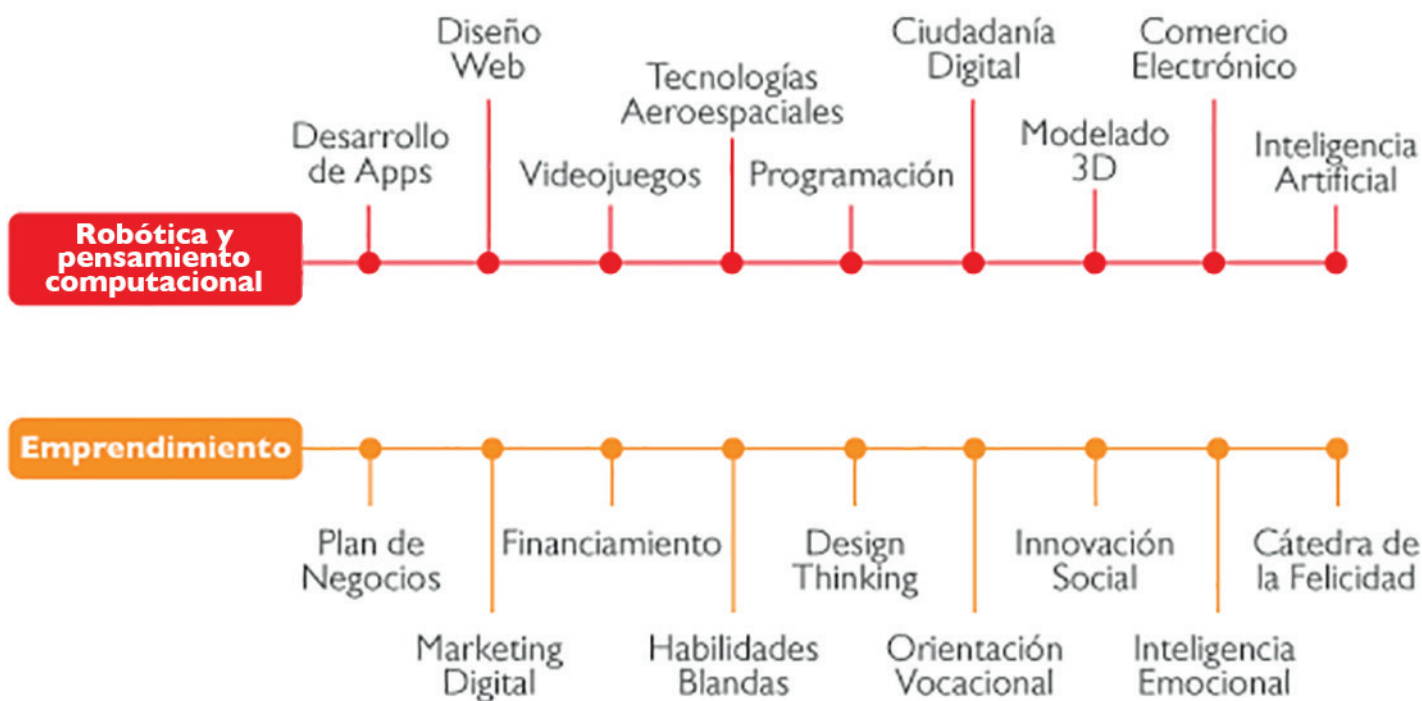 Robótica y
pensamiento
computacional
Desarrollo
de Apps
Diseño
Web
Videojuegos
Tecnologías
Aeroespaciales
Programación
Ciudadanía
Digital
Modelado
3D
Comercio
Electrónico
Inteligencia
Artificial
Emprendimiento
Plan de
Negocios
Marketing
Digital
Financiamiento
Habilidades
Blandas
Design
Thinking
Orientación
Vocacional
Innovación
Social
Inteligencia
Emocional
Cátedra de
la Felicidad